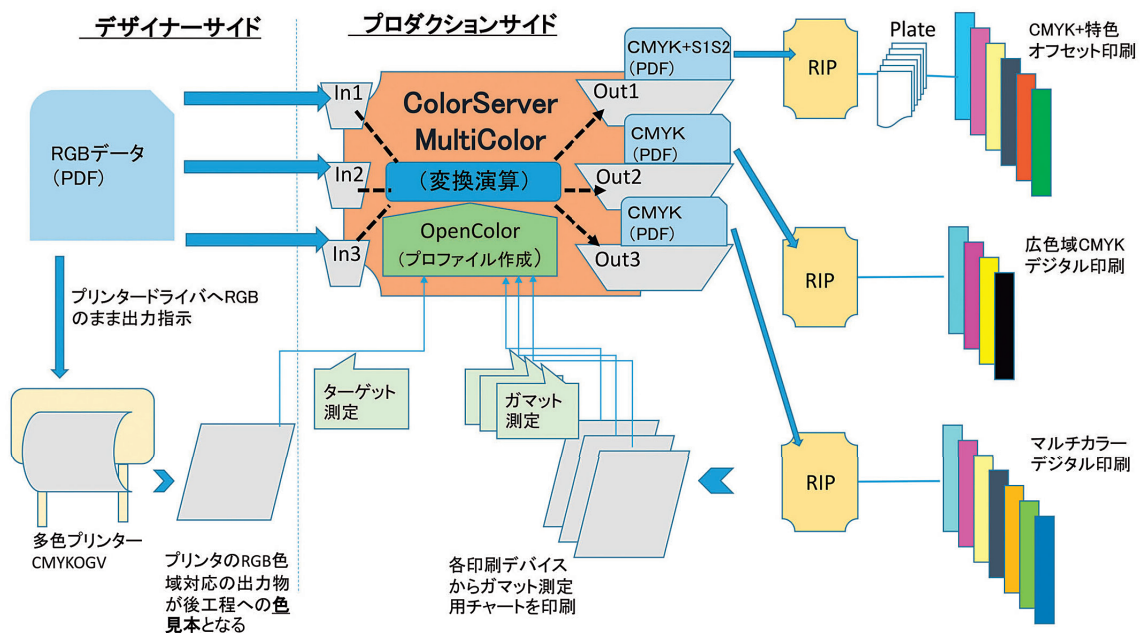 デザイナーサイド
プロダクションサイド
RGBデータ
(PDF)
In1
In2
In3
ColorServer
MultiColor
(変換演算)
OpenColor
(プロファイル作成)
CMYK+S1S2
(PDF)
Out1
CMYK
(PDF)
Out2
CMYK
(PDF)
Out3
RIP
Plate
CMYK+特色
オフセット印刷
RIP
広色域CMYK
デジタル印刷
RIP
マルチカラー
デジタル印刷
プリンタードライバへRGB
のまま出力指示
ターゲット
測定
ガマット
測定
多色プリンター
CMYKOGV
プリンタのRGB色
域対応の出力物
が後工程への色
見本となる
各印刷デバイス
からガマット測定
用チャートを印刷